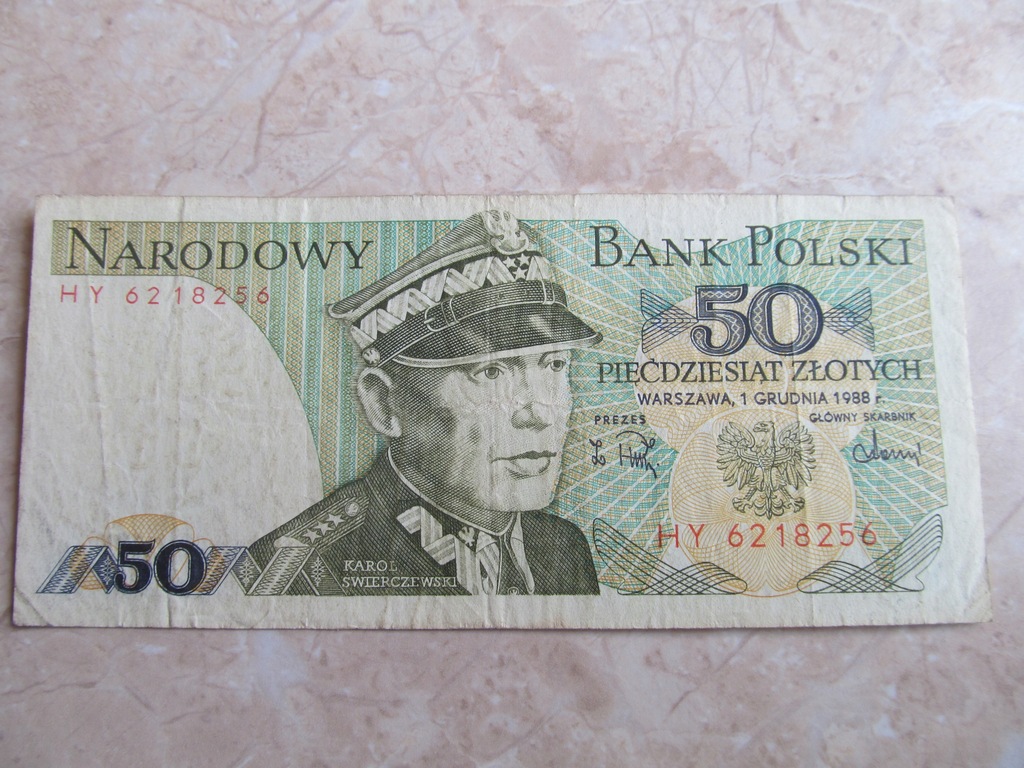 NARODOWY BANK POLSKI
HY 6218256
50
PIĘĆDZIESIĄT ZŁOTYCH
WARSZAWA, 1 GRUDNIA 1988 r.
PREZES
GŁÓWNY SKARBNIK
HY 6218256
50
KAROL
ŚWIERCZEWSKI